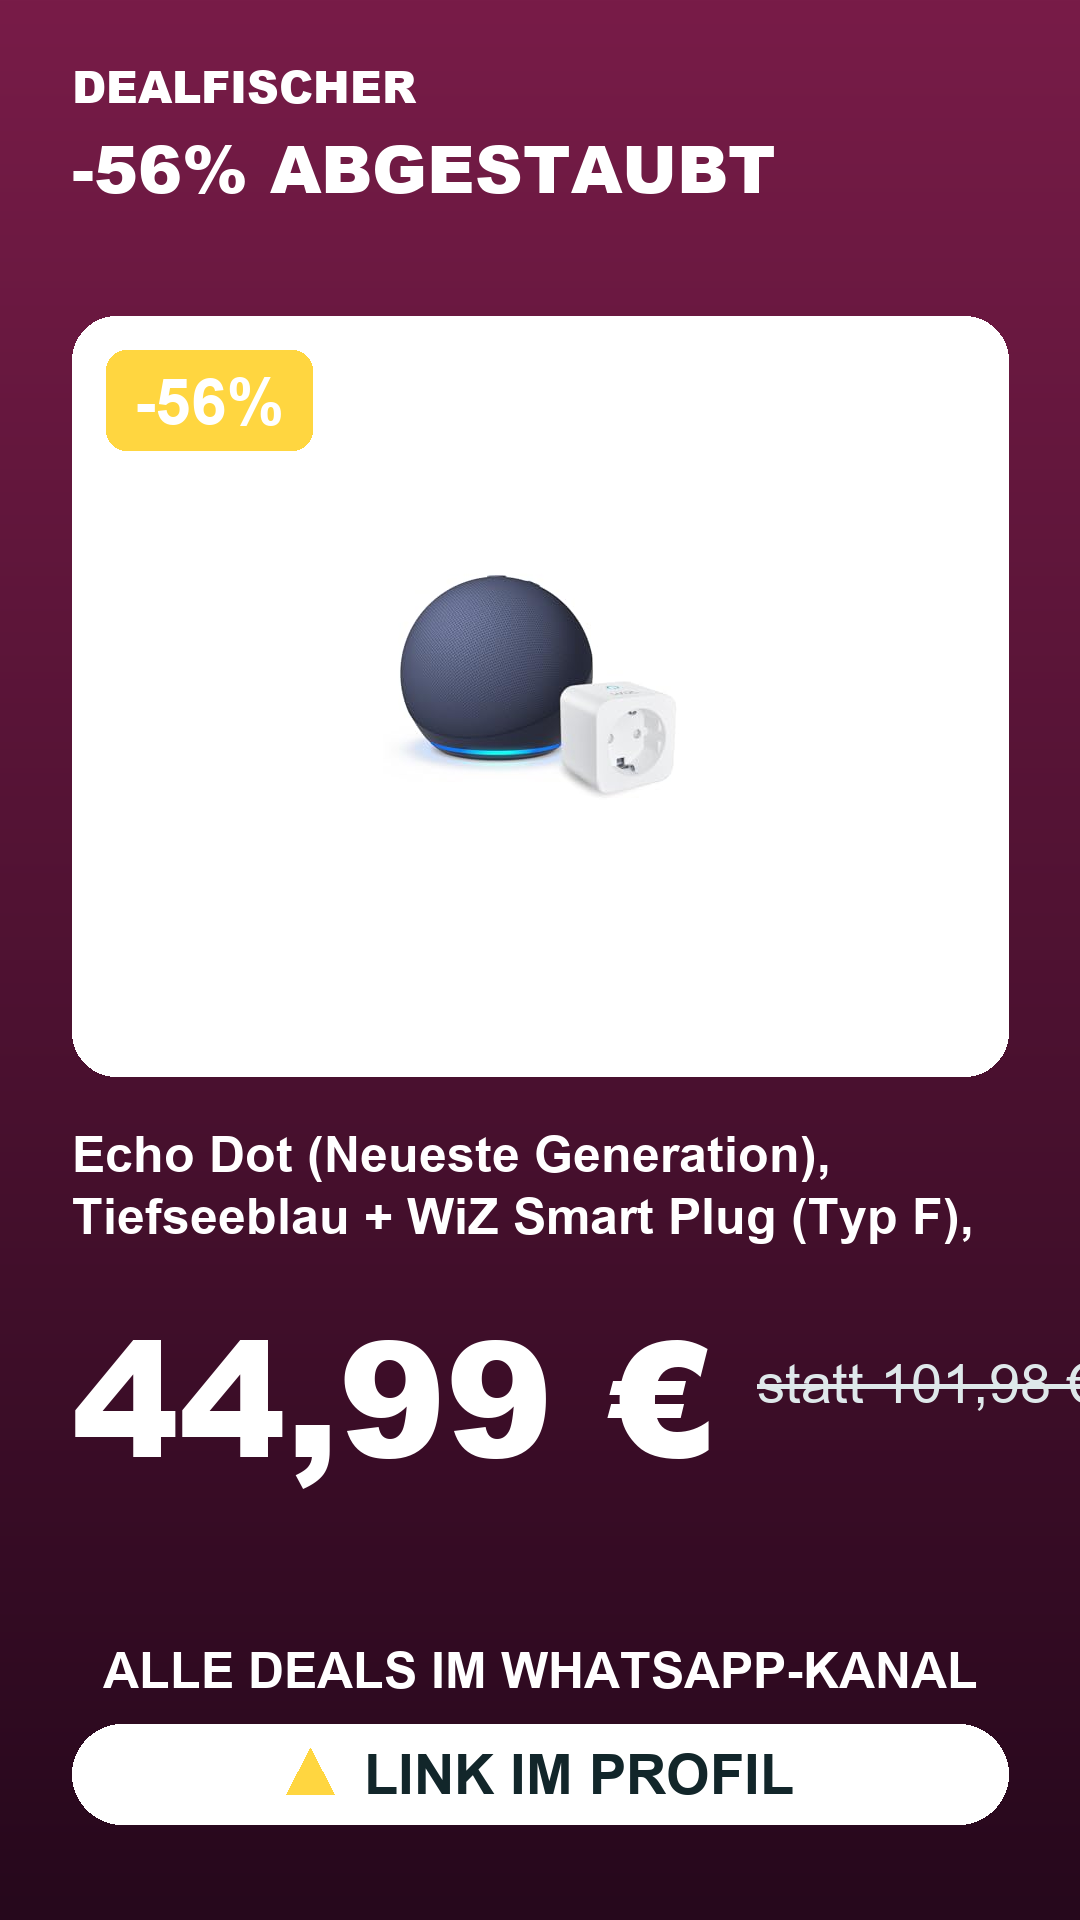 DEALFISCHER
-56% ABGESTAUBT
-56%
Echo Dot (Neueste Generation),
Tiefseeblau + WiZ Smart Plug (Typ F),
44,99 € statt 101,98 €
ALLE DEALS IM WHATSAPP-KANAL
LINK IM PROFIL